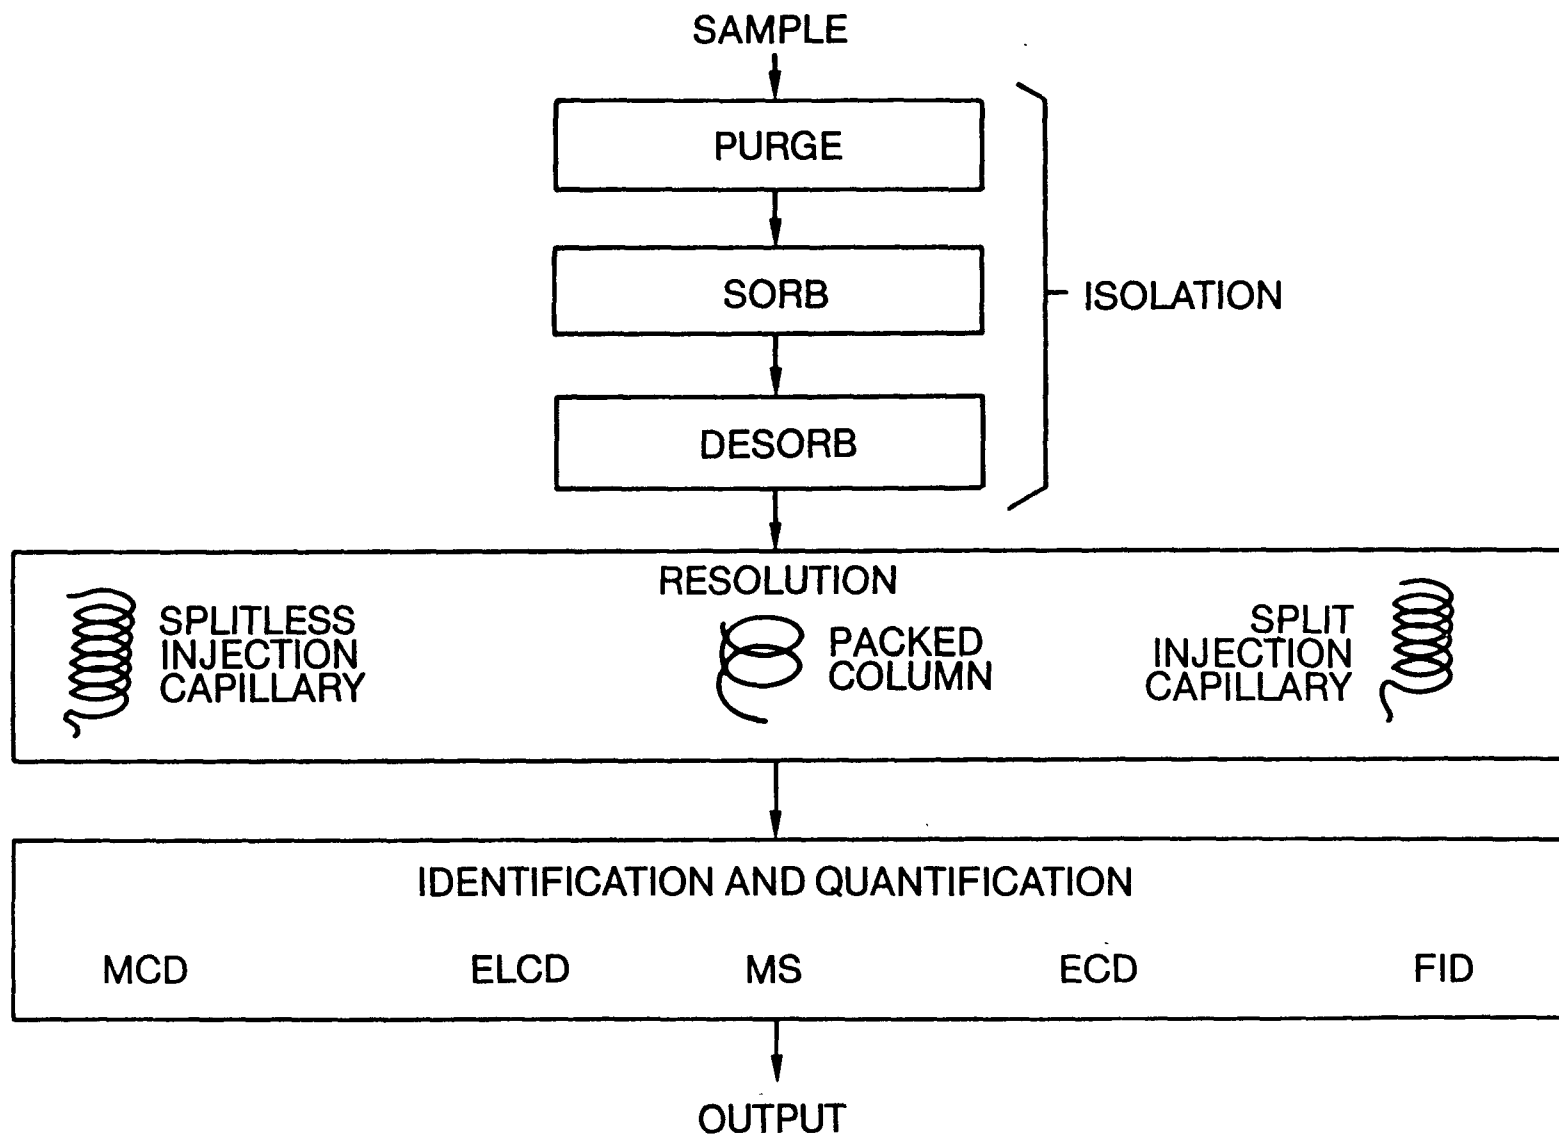 SAMPLE
PURGE
SORB
ISOLATION
DESORB
RESOLUTION
SPLITLESS
INJECTION
CAPILLARY
PACKED
COLUMN
SPLIT
INJECTION
CAPILLARY
IDENTIFICATION AND QUANTIFICATION
MCD
ELCD
MS
ECD
FID
OUTPUT